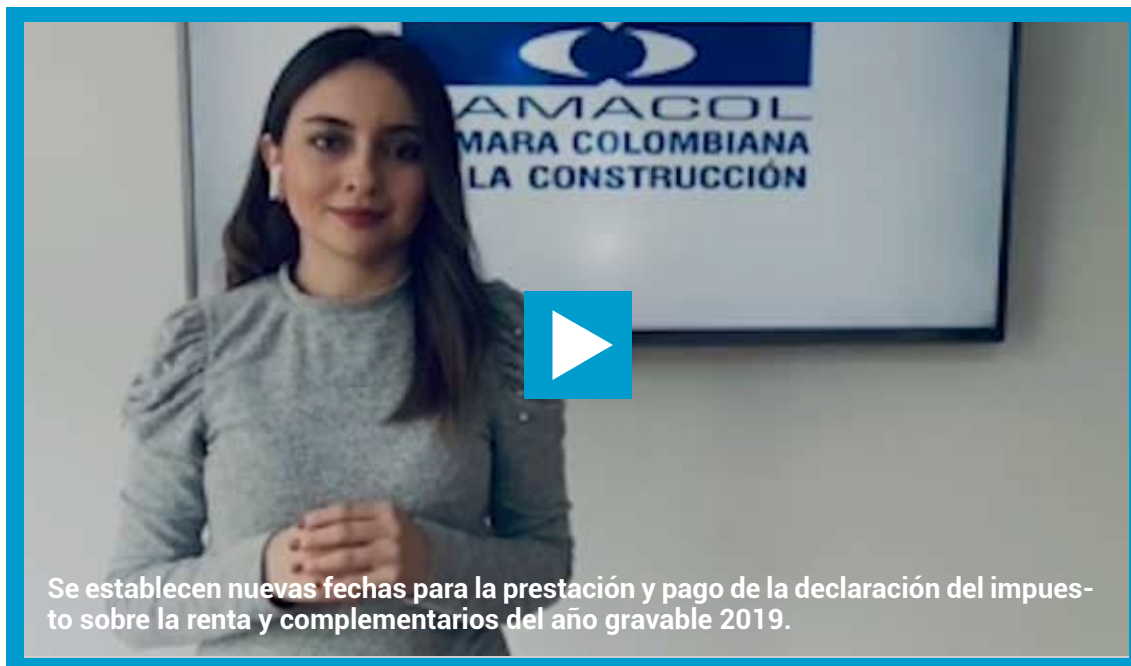 AMACOL
MARA COLOMBIANA
LA CONSTRUCCIÓN
Se establecen nuevas fechas para la prestación y pago de la declaración del impues-
to sobre la renta y complementarios del año gravable 2019.